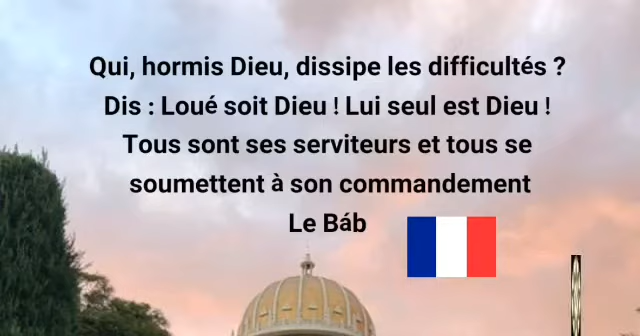 Qui, hormis Dieu, dissipe les difficultés ?
Dis : Loué soit Dieu ! Lui seul est Dieu !
Tous sont ses serviteurs et tous se
soumettent à son commandement
Le Báb